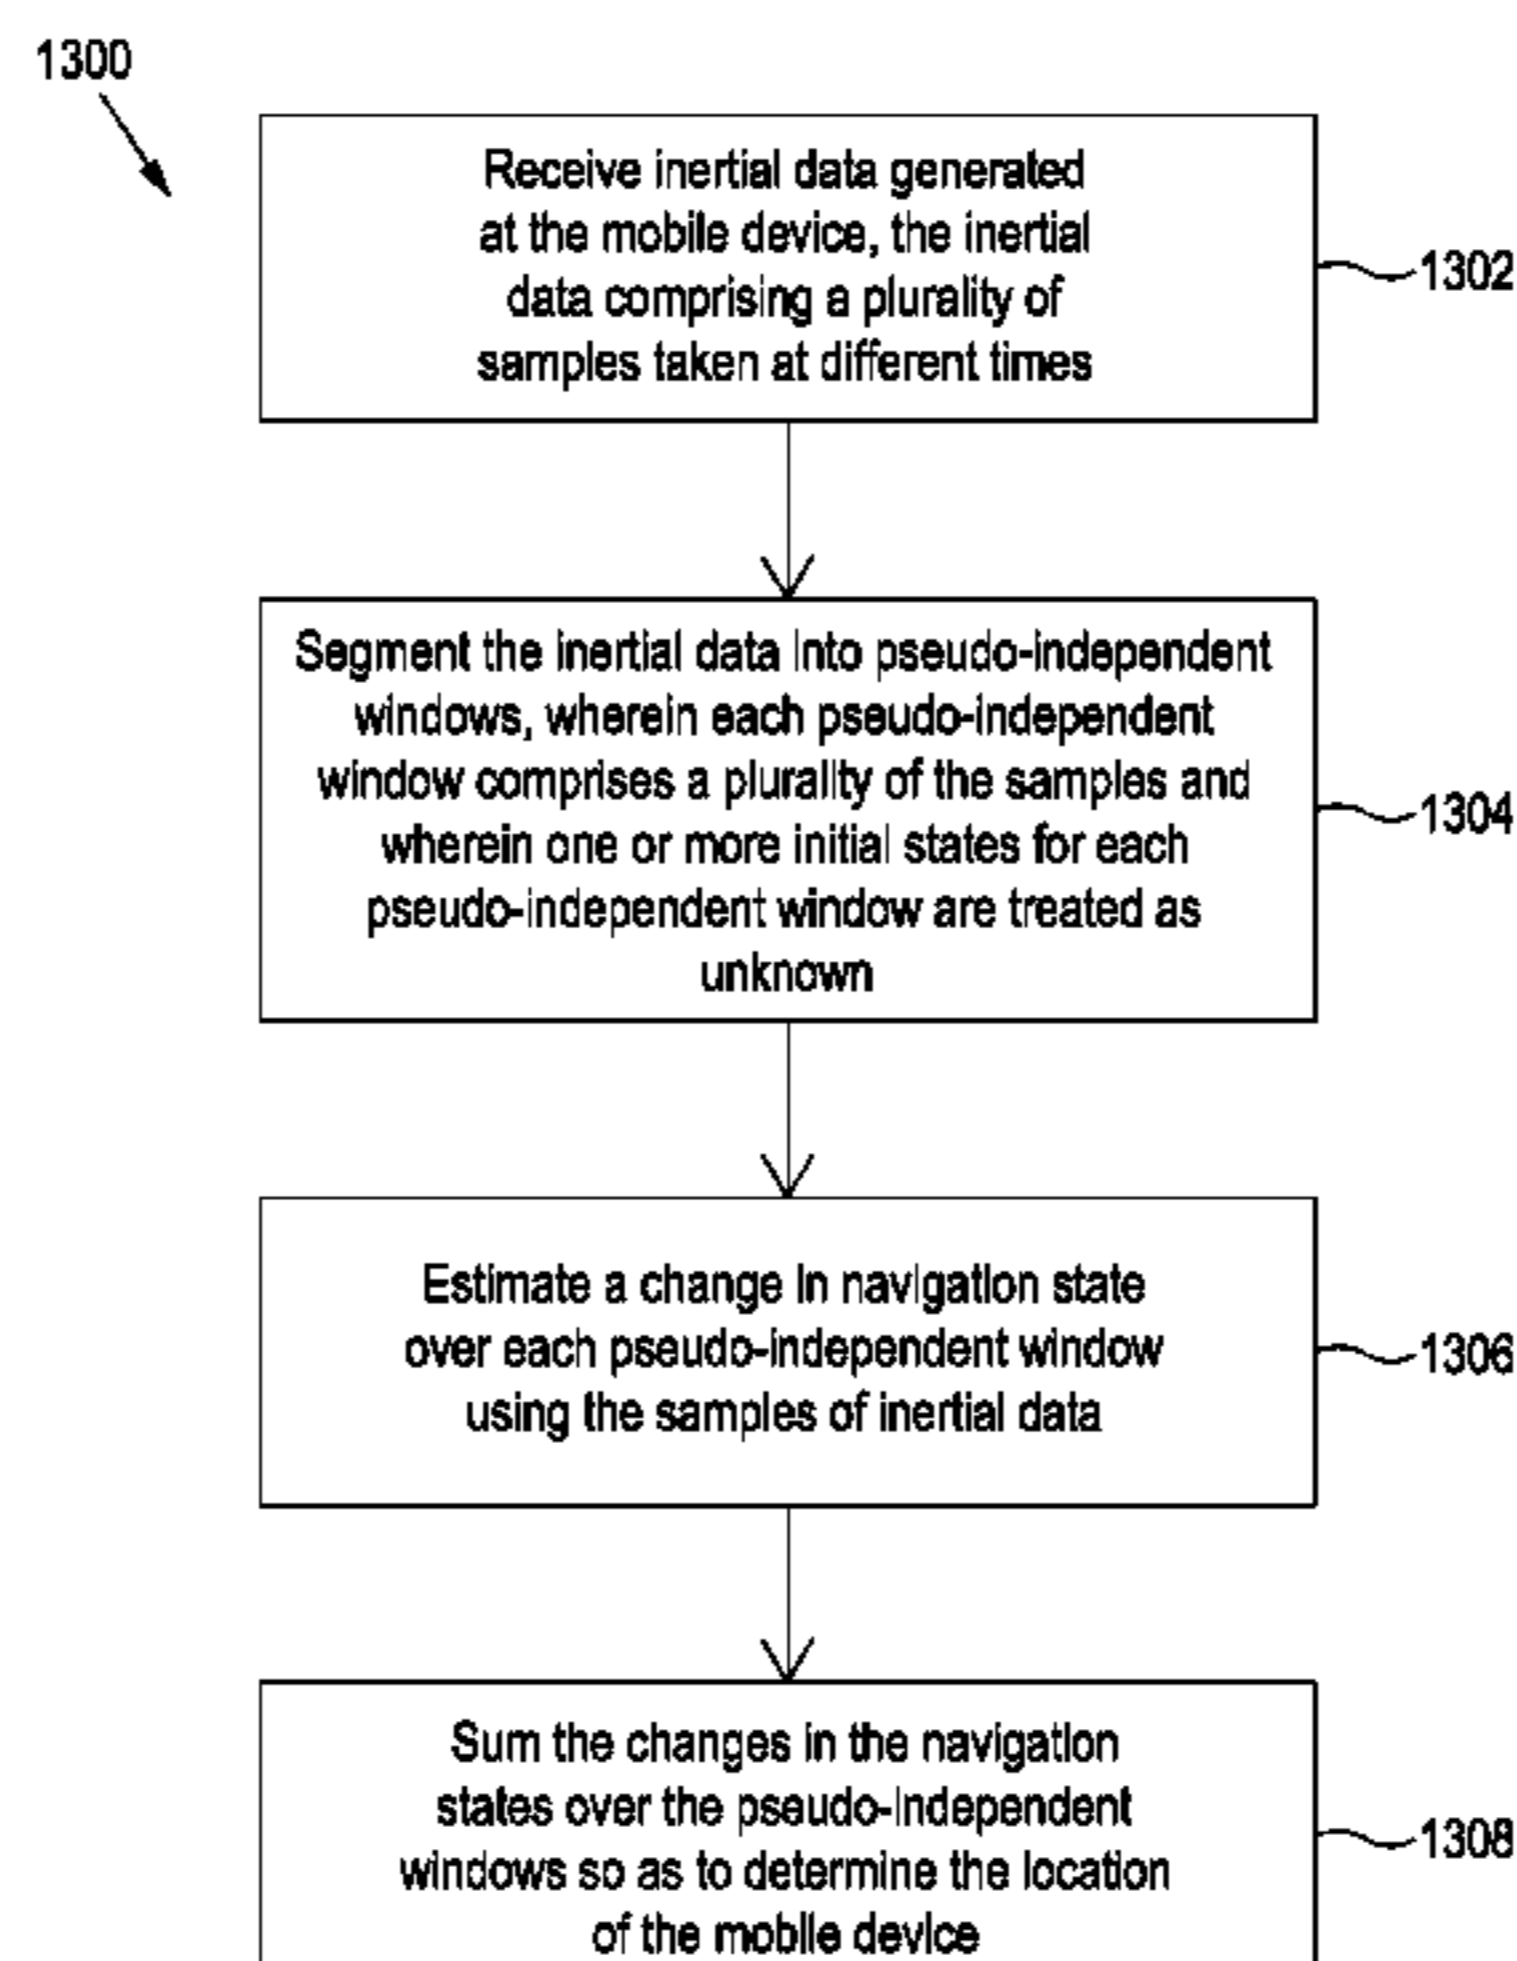 1300
Receive inertial data generated
at the mobile device, the inertial
data comprising a plurality of
samples taken at different times
1302
Segment the inertial data into pseudo-independent
windows, wherein each pseudo-independent
window comprises a plurality of the samples and
wherein one or more initial states for each
pseudo-independent window are treated as
unknown
1304
Estimate a change in navigation state
over each pseudo-independent window
using the samples of inertial data
1306
Sum the changes in the navigation
states over the pseudo-independent
windows so as to determine the location
of the mobile device
1308